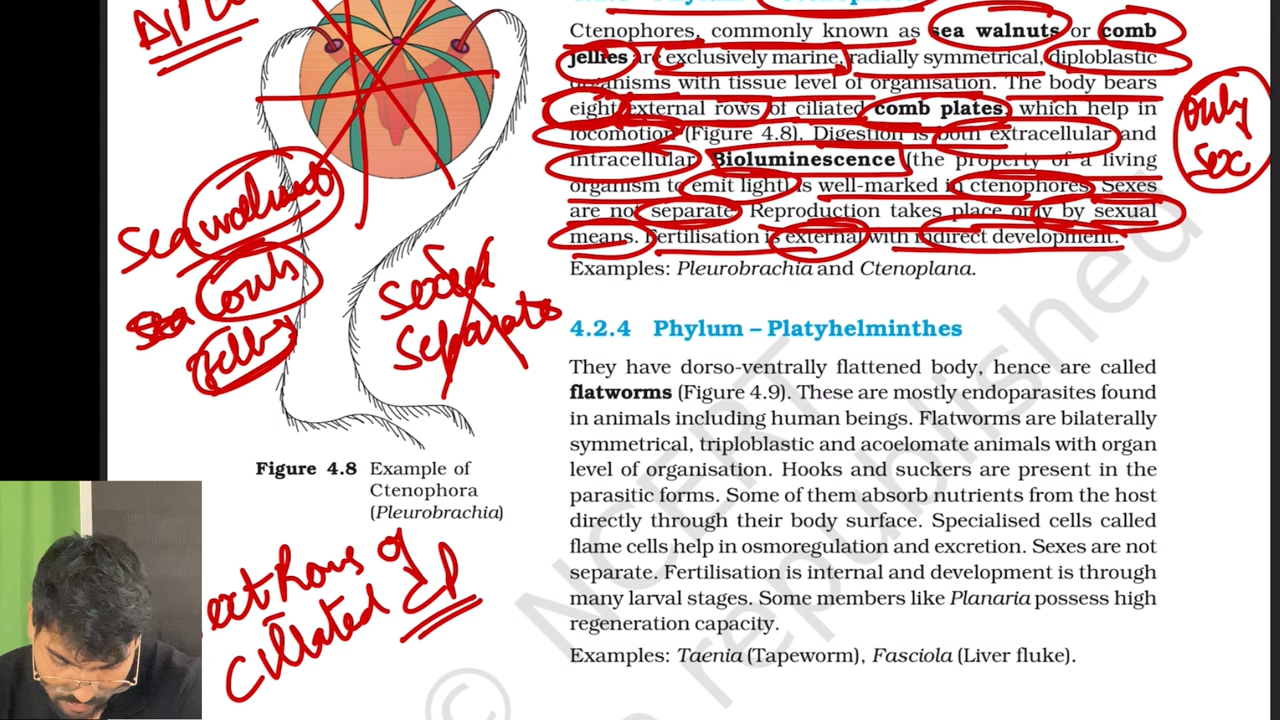 Ctenophores, commonly known as sea walnuts or comb
jellies are exclusively marine, radially symmetrical, diploblastic
organisms with tissue level of organisation. The body bears
eight external rows of ciliated comb plates, which help in
locomotion (Figure 4.8). Digestion is both extracellular and
intracellular. Bioluminescence (the property of a living
organism to emit light) is well-marked in ctenophores. Sexes
are not separate. Reproduction takes place only by sexual
means. Fertilisation is external with indirect development.
Examples: Pleurobrachia and Ctenoplana.
only
sex
Sea walnut
Sea Comb
Jelly
Sexes
Separate
Figure 4.8 Example of
Ctenophora
(Pleurobrachia)
ext Rows of
Ciliated CP
4.2.4 Phylum – Platyhelminthes
They have dorso-ventrally flattened body, hence are called
flatworms (Figure 4.9). These are mostly endoparasites found
in animals including human beings. Flatworms are bilaterally
symmetrical, triploblastic and acoelomate animals with organ
level of organisation. Hooks and suckers are present in the
parasitic forms. Some of them absorb nutrients from the host
directly through their body surface. Specialised cells called
flame cells help in osmoregulation and excretion. Sexes are not
separate. Fertilisation is internal and development is through
many larval stages. Some members like Planaria possess high
regeneration capacity.
Examples: Taenia (Tapeworm), Fasciola (Liver fluke).
© NCERT
republished